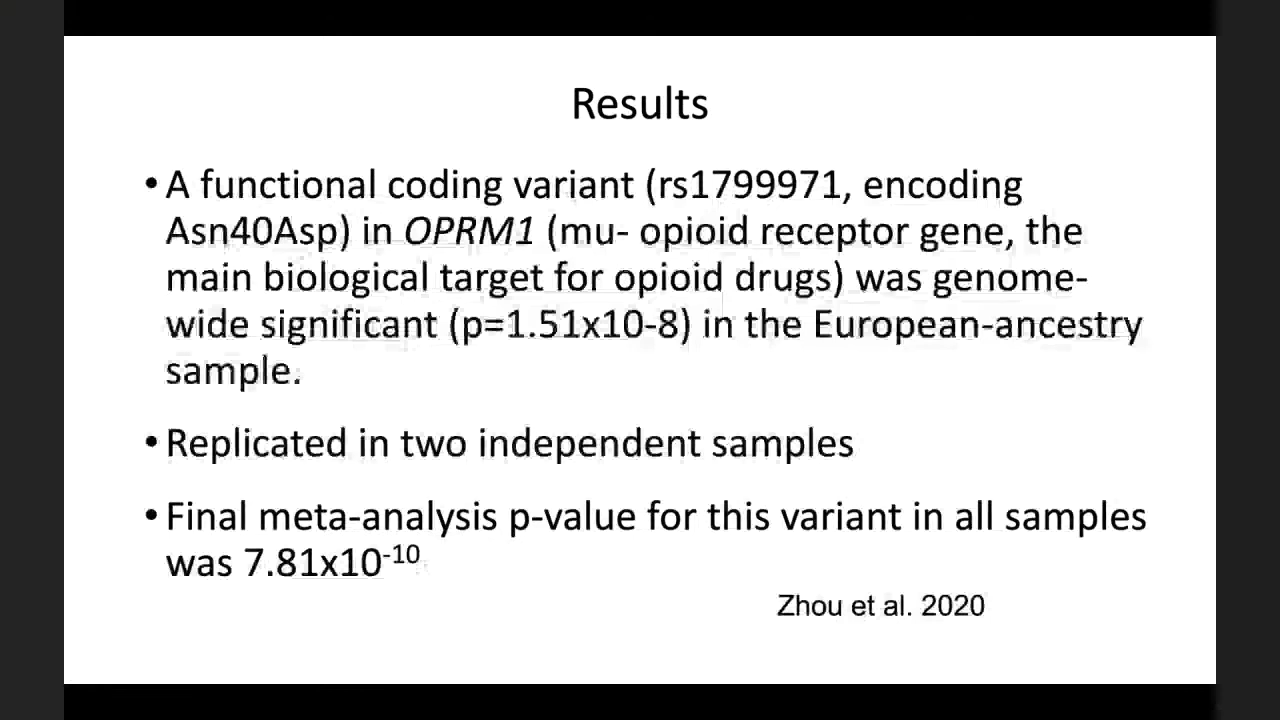 Results
• A functional coding variant (rs1799971, encoding
Asn40Asp) in OPRM1 (mu- opioid receptor gene, the
main biological target for opioid drugs) was genome-
wide significant (p=1.51x10-8) in the European-ancestry
sample.
• Replicated in two independent samples
• Final meta-analysis p-value for this variant in all samples
was 7.81x10⁻¹⁰
Zhou et al. 2020